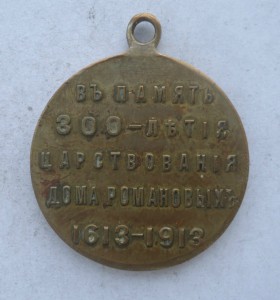 ВЪ ПАМЯТЬ
300-ЛѢТІЯ
ЦАРСТВОВАНІЯ
ДОМА РОМАНОВЫХЪ
1613-1913